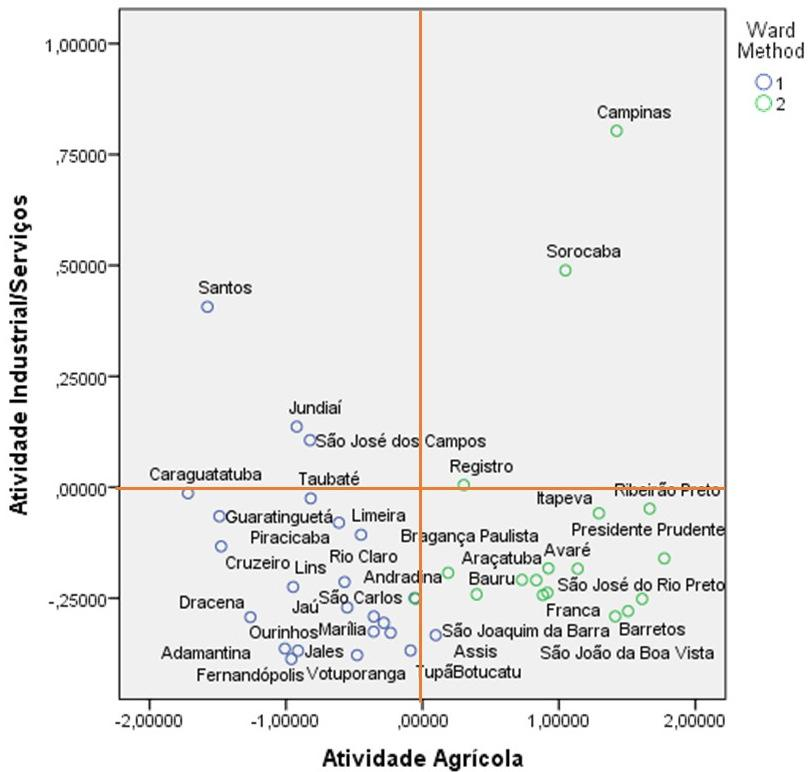 Ward
Method
1
2
1,00000
,75000
,50000
,25000
,00000
-,25000
Atividade Industrial/Serviços
Campinas
Sorocaba
Santos
Jundiaí
São José dos Campos
Registro
Caraguatatuba
Taubaté
Ribeirão Preto
Itapeva
Guaratinguetá
Limeira
Presidente Prudente
Piracicaba
Bragança Paulista
Avaré
Rio Claro
Araçatuba
Cruzeiro
Lins
Andradina
Bauru
São José do Rio Preto
Dracena
Jaú
São Carlos
Franca
Ourinhos
Marília
São Joaquim da Barra
Barretos
Adamantina
Jales
Assis
São João da Boa Vista
Fernandópolis
Votuporanga
Tupã
Botucatu
-2,00000
-1,00000
,00000
1,00000
2,00000
Atividade Agrícola